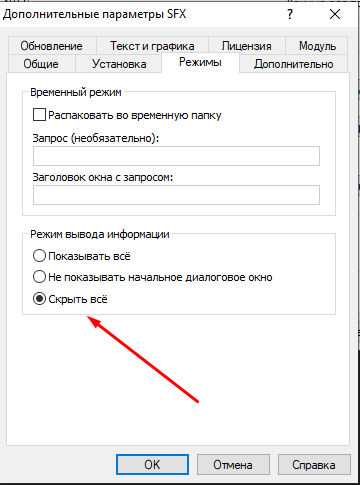 Дополнительные параметры SFX
Обновление Текст и графика Лицензия Модуль
Общие Установка Режимы Дополнительно
Временный режим
Распаковать во временную папку
Запрос (необязательно):
Заголовок окна с запросом:
Режим вывода информации
Показывать всё
Не показывать начальное диалоговое окно
Скрыть всё
OK Отмена Справка